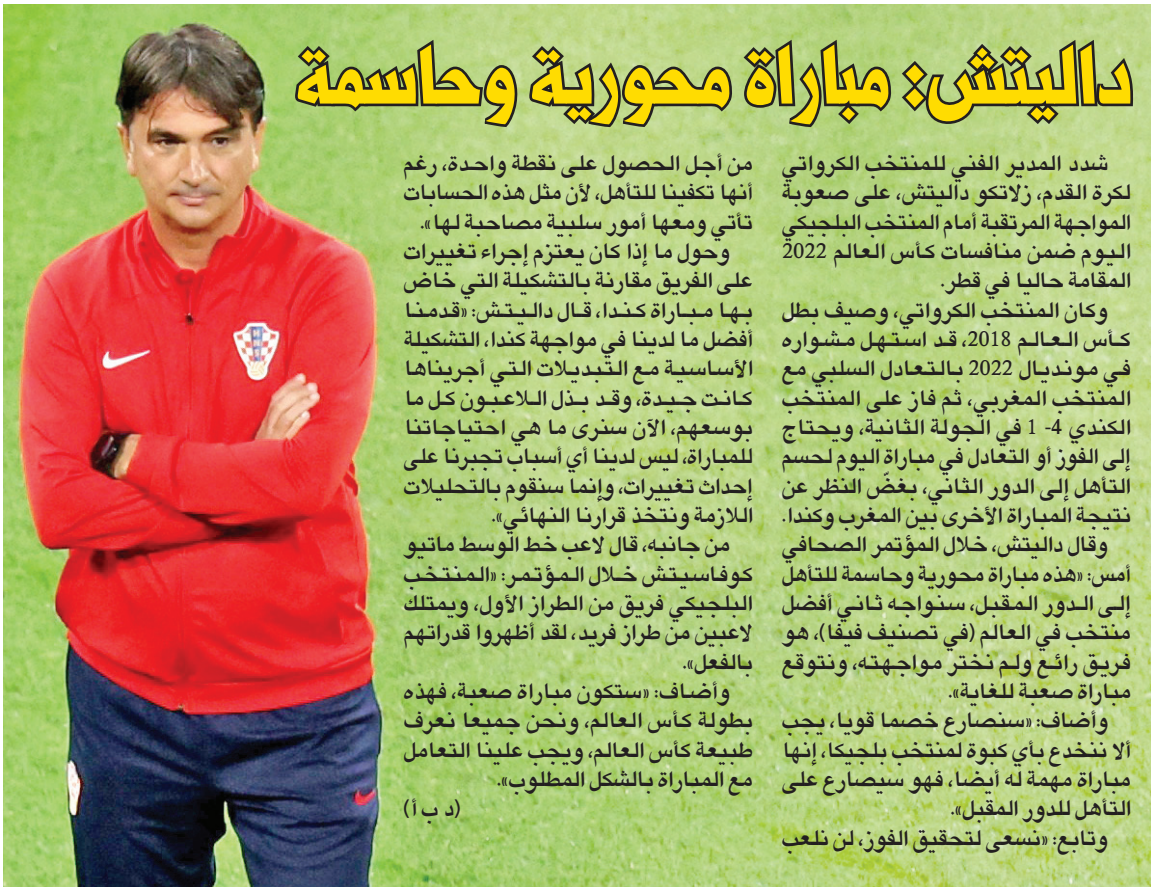 داليتش: مباراة محورية وحاسمة
شدد المدير الفني للمنتخب الكرواتي
لكرة القدم، زلاتكو داليتش، على صعوبة
المواجهة المرتقبة أمام المنتخب البلجيكي
اليوم ضمن منافسات كأس العالم 2022
المقامة حاليا في قطر.
وكان المنتخب الكرواتي، وصيف بطل
كأس العالم 2018، قد استهل مشواره
في مونديال 2022 بالتعادل السلبي مع
المنتخب المغربي، ثم فاز على المنتخب
الكندي 4- 1 في الجولة الثانية، ويحتاج
إلى الفوز أو التعادل في مباراة اليوم لحسم
التأهل إلى الدور الثاني، بغضّ النظر عن
نتيجة المباراة الأخرى بين المغرب وكندا.
وقال داليتش، خلال المؤتمر الصحافي
أمس: «هذه مباراة محورية وحاسمة للتأهل
إلى الدور المقبل، سنواجه ثاني أفضل
منتخب في العالم (في تصنيف فيفا)، هو
فريق رائع ولم نختر مواجهته، ونتوقع
مباراة صعبة للغاية».
وأضاف: «سنصارع خصما قويا، يجب
ألا ننخدع بأي كبوة لمنتخب بلجيكا، إنها
مباراة مهمة له أيضا، فهو سيصارع على
التأهل للدور المقبل».
وتابع: «نسعى لتحقيق الفوز، لن نلعب
من أجل الحصول على نقطة واحدة، رغم
أنها تكفينا للتأهل، لأن مثل هذه الحسابات
تأتي ومعها أمور سلبية مصاحبة لها».
وحول ما إذا كان يعتزم إجراء تغييرات
على الفريق مقارنة بالتشكيلة التي خاض
بها مباراة كندا، قال داليتش: «قدمنا
أفضل ما لدينا في مواجهة كندا، التشكيلة
الأساسية مع التبديلات التي أجريناها
كانت جيدة، وقد بذل اللاعبون كل ما
بوسعهم، الآن سنرى ما هي احتياجاتنا
للمباراة، ليس لدينا أي أسباب تجبرنا على
إحداث تغييرات، وإنما سنقوم بالتحليلات
اللازمة ونتخذ قرارنا النهائي».
من جانبه، قال لاعب خط الوسط ماتيو
كوفاسيتش خلال المؤتمر: «المنتخب
البلجيكي فريق من الطراز الأول، ويمتلك
لاعبين من طراز فريد، لقد أظهروا قدراتهم
بالفعل».
وأضاف: «ستكون مباراة صعبة، فهذه
بطولة كأس العالم، ونحن جميعا نعرف
طبيعة كأس العالم، ويجب علينا التعامل
مع المباراة بالشكل المطلوب».
(د ب أ)